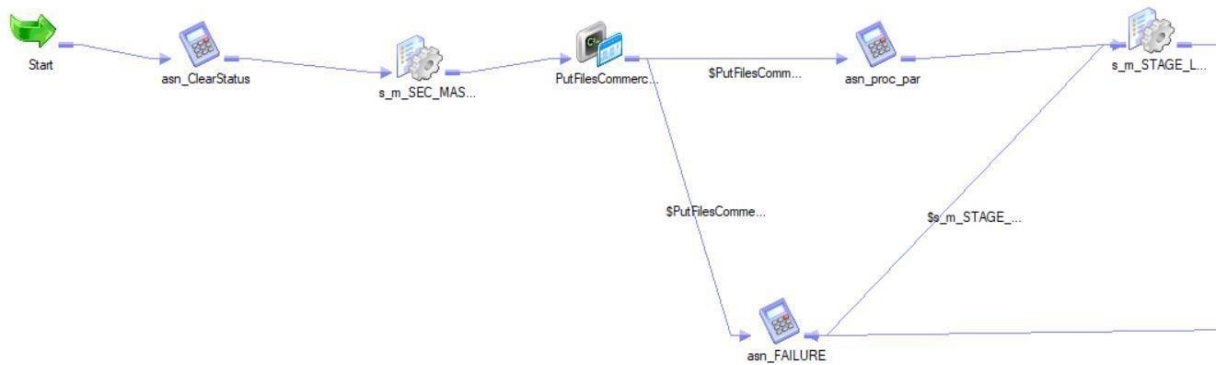 Start
asn_ClearStatus
s_m_SEC_MAS...
PutFilesCommerc...
$PutFilesComm...
asn_proc_par
s_m_STAGE_L...
$PutFilesComme...
$s_m_STAGE_...
asn_FAILURE